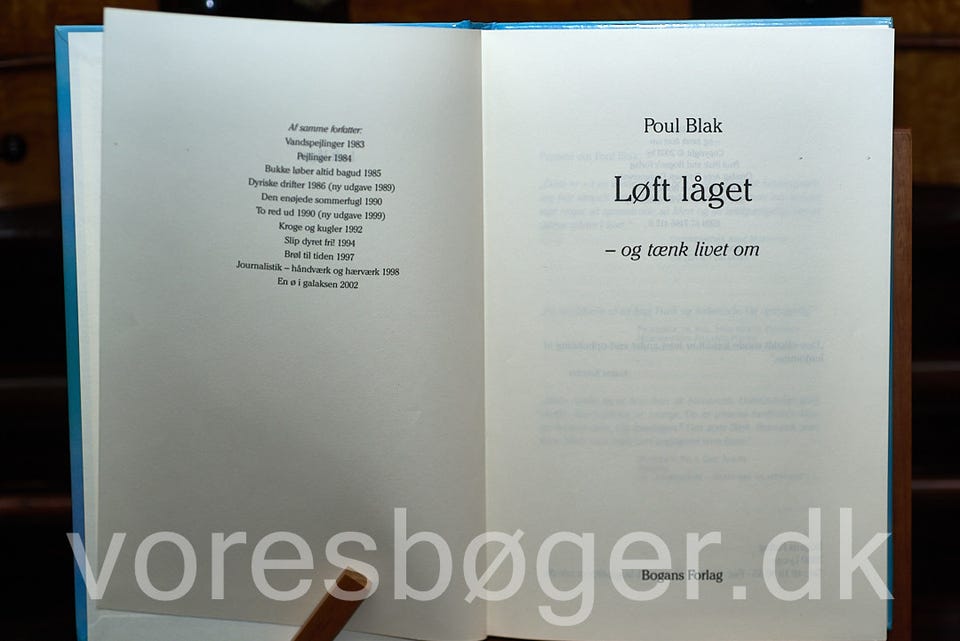 Af samme forfatter:
Vandspejlinger 1983
Pejlinger 1984
Bukke løber altid bagud 1985
Dyriske drifter 1986 (ny udgave 1989)
Den enøjede sommerfugl 1990
To red ud 1990 (ny udgave 1999)
Kroge og kugler 1992
Slip dyret fri! 1994
Brøl til tiden 1997
Journalistik – håndværk og hærværk 1998
En ø i galaksen 2002
Poul Blak
Løft låget
– og tænk livet om
Bogans Forlag
voresbøger.dk